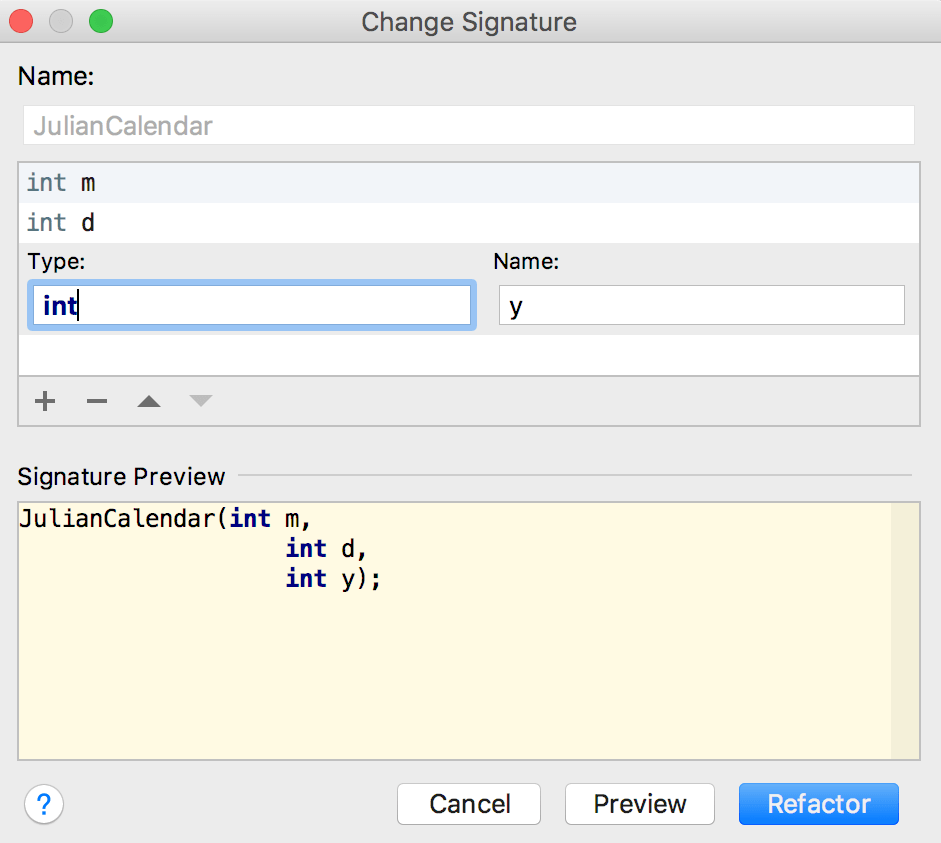 Change Signature
Name:
JulianCalendar
int m
int d
Type: Name:
int y
Signature Preview
JulianCalendar(int m,
int d,
int y);
? Cancel Preview Refactor